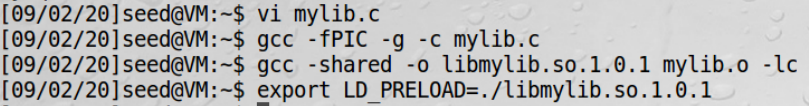 [09/02/20]seed@VM:~$ vi mylib.c
[09/02/20]seed@VM:~$ gcc -fPIC -g -c mylib.c
[09/02/20]seed@VM:~$ gcc -shared -o libmylib.so.1.0.1 mylib.o -lc
[09/02/20]seed@VM:~$ export LD_PRELOAD=./libmylib.so.1.0.1